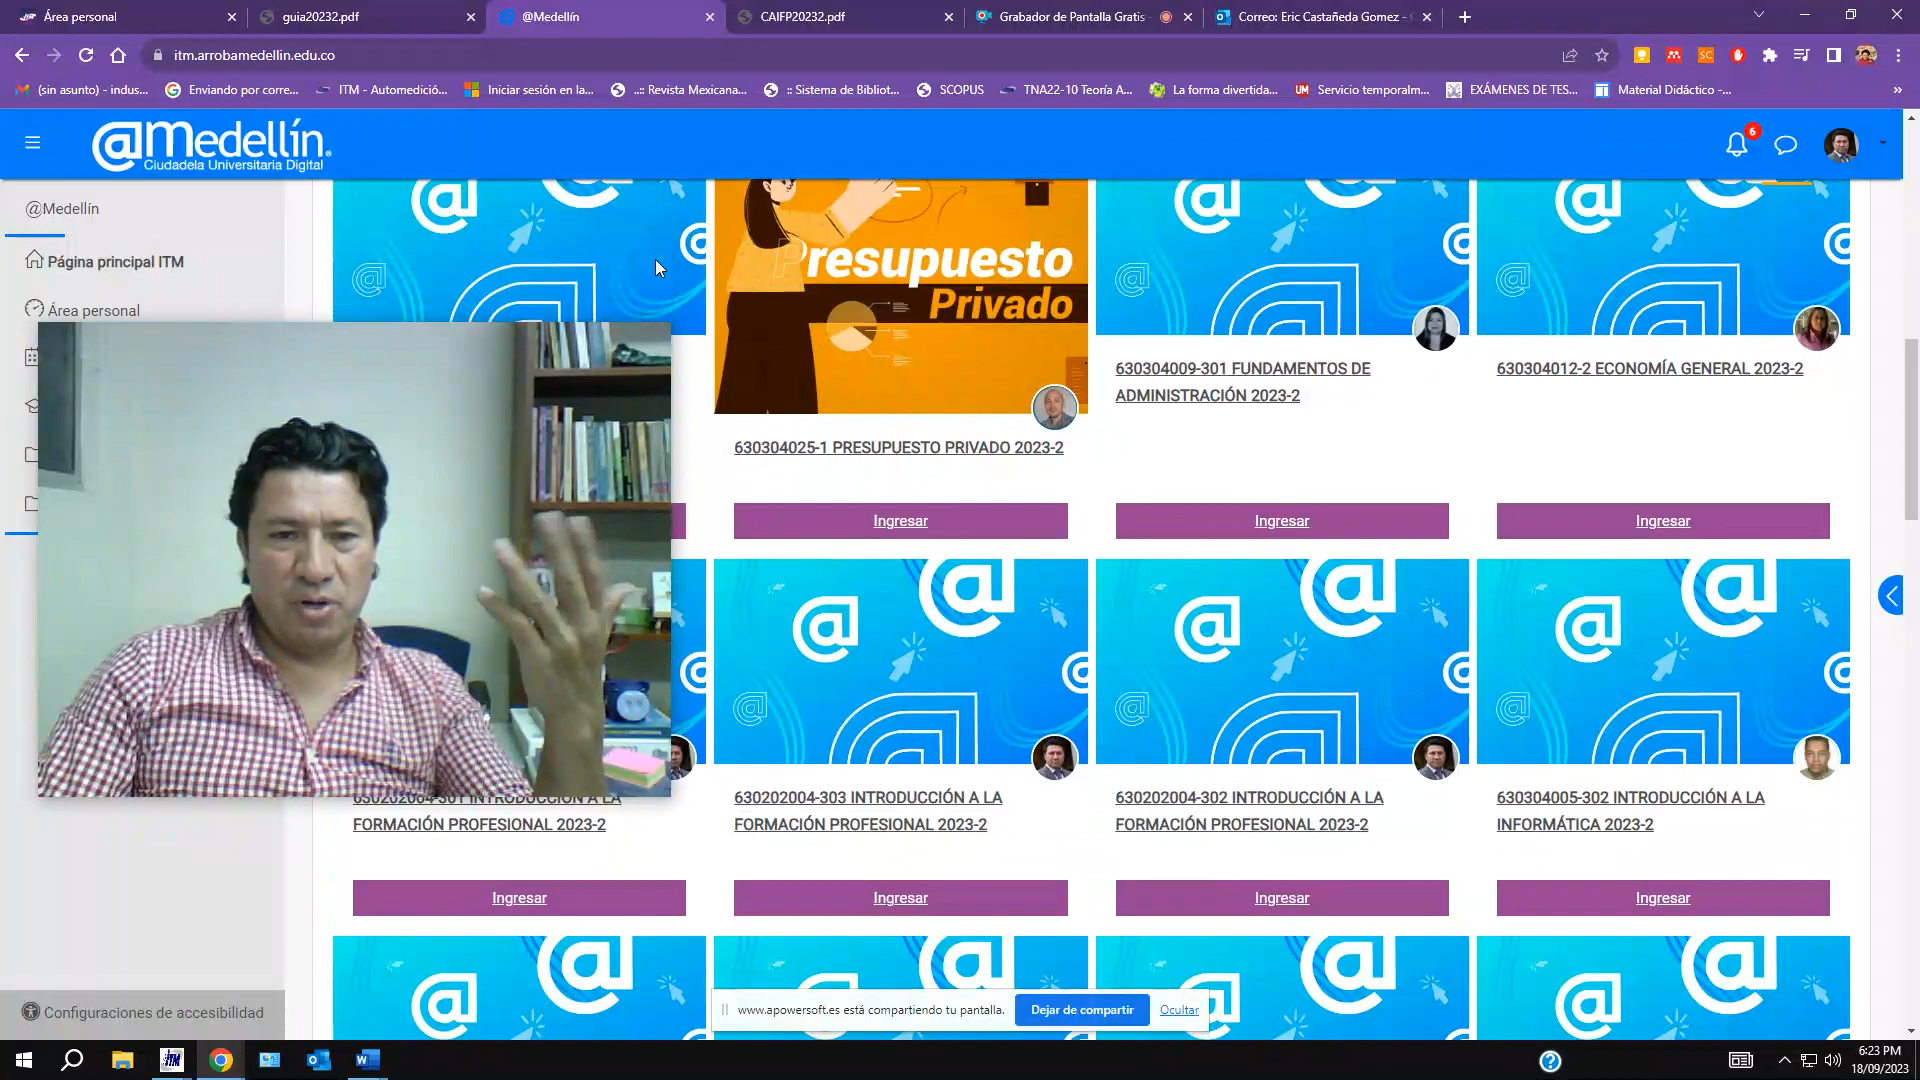 Área personal
guia20232.pdf
@Medellín
CAIFP20232.pdf
Grabador de Pantalla Gratis -
Correo: Eric Castañeda Gomez -
itm.arrobamedellin.edu.co
(sin asunto) - indus...
Enviando por corre...
ITM - Automedició...
Iniciar sesión en la...
..:: Revista Mexicana...
:: Sistema de Bibliot...
SCOPUS
TNA22-10 Teoría A...
La forma divertida...
UM Servicio temporalm...
EXÁMENES DE TES...
Material Didáctico -...
»
@medellín
Ciudadela Universitaria Digital
6
@Medellín
Página principal ITM
Área personal
Presupuesto
Privado
630304009-301 FUNDAMENTOS DE
ADMINISTRACIÓN 2023-2
630304012-2 ECONOMÍA GENERAL 2023-2
630304025-1 PRESUPUESTO PRIVADO 2023-2
Ingresar
Ingresar
Ingresar
630202004-301 INTRODUCCIÓN A LA
FORMACIÓN PROFESIONAL 2023-2
630202004-303 INTRODUCCIÓN A LA
FORMACIÓN PROFESIONAL 2023-2
630202004-302 INTRODUCCIÓN A LA
FORMACIÓN PROFESIONAL 2023-2
630304005-302 INTRODUCCIÓN A LA
INFORMÁTICA 2023-2
Ingresar
Ingresar
Ingresar
Ingresar
www.apowersoft.es está compartiendo tu pantalla.
Dejar de compartir
Ocultar
Configuraciones de accesibilidad
6:23 PM
18/09/2023